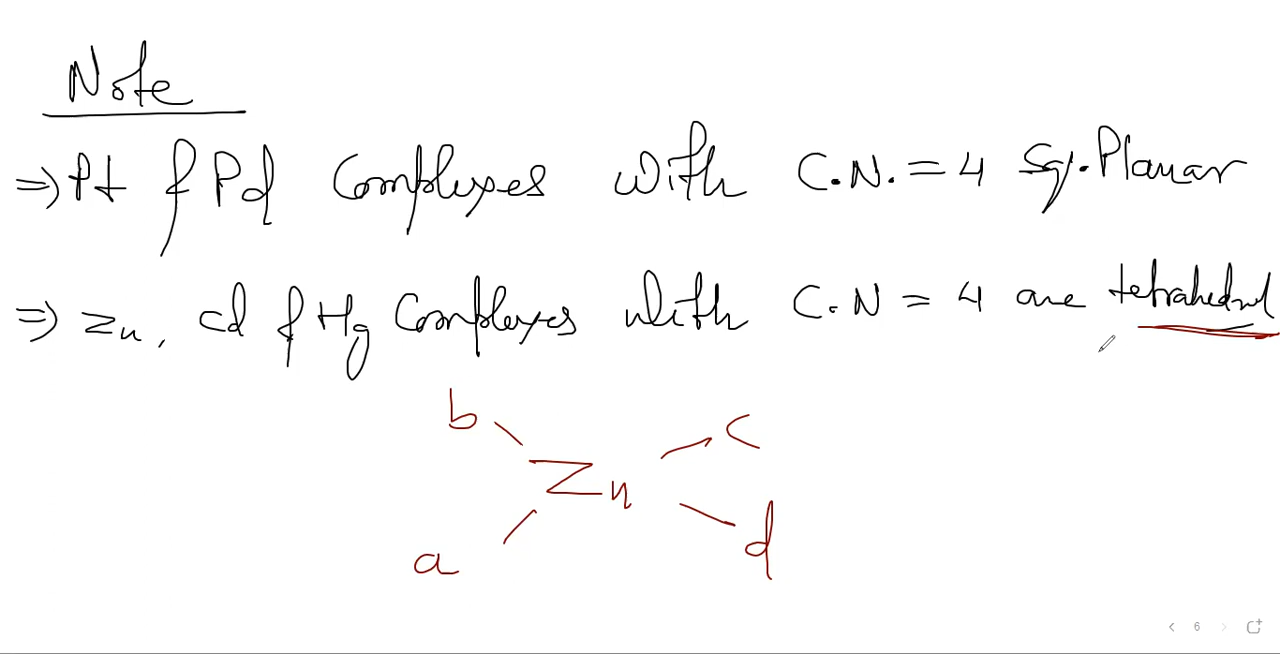 Note
⇒ Pt & Pd Complexes with C.N. = 4 Sq. Planar
⇒ Zn, Cd & Hg Complexes with C.N = 4 are tetrahedral
b c
Zn
a d
6